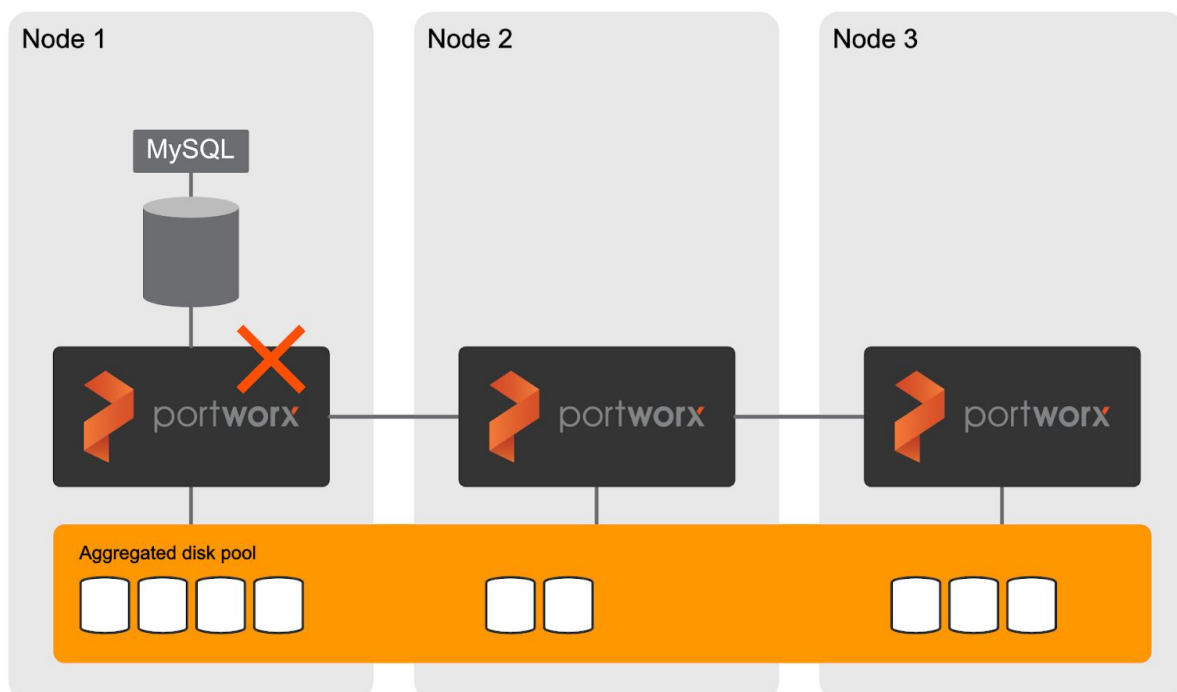 Node 1
Node 2
Node 3
MySQL
portworx
portworx
portworx
Aggregated disk pool